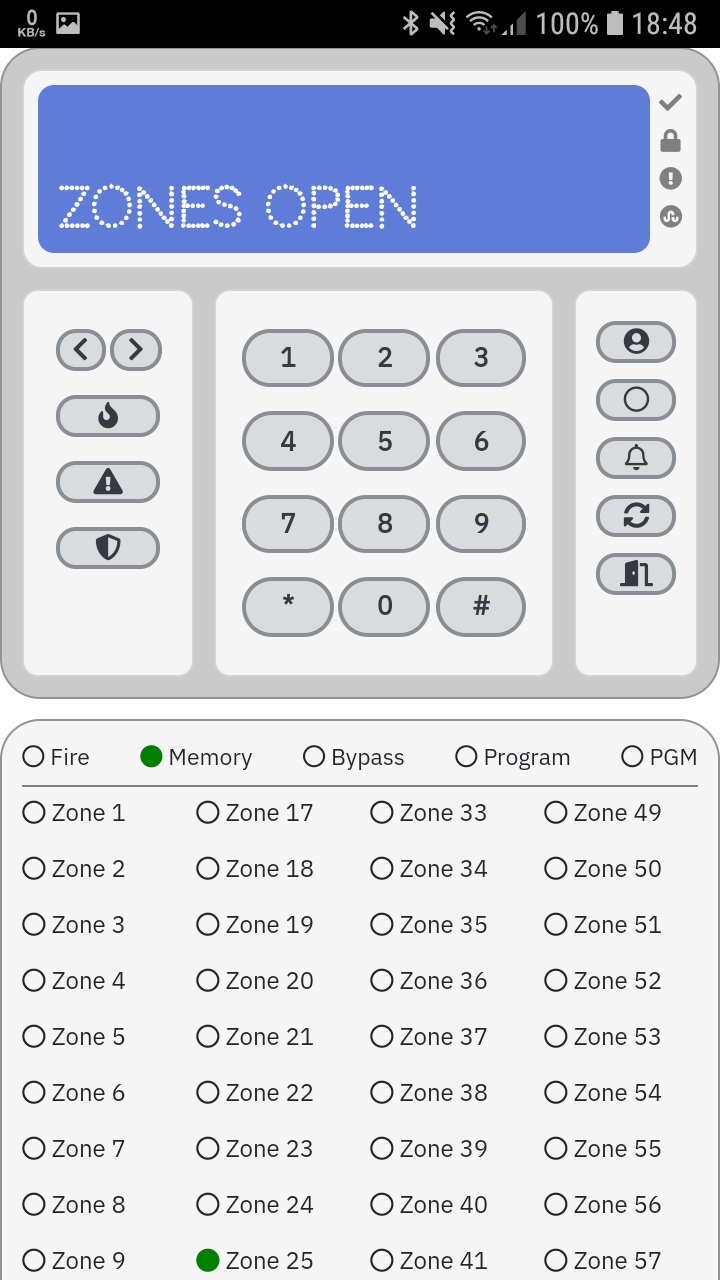 0
KB/s
100% 18:48
ZONES OPEN
1 2 3
4 5 6
7 8 9
* 0 #
Fire Memory Bypass Program PGM
Zone 1 Zone 17 Zone 33 Zone 49
Zone 2 Zone 18 Zone 34 Zone 50
Zone 3 Zone 19 Zone 35 Zone 51
Zone 4 Zone 20 Zone 36 Zone 52
Zone 5 Zone 21 Zone 37 Zone 53
Zone 6 Zone 22 Zone 38 Zone 54
Zone 7 Zone 23 Zone 39 Zone 55
Zone 8 Zone 24 Zone 40 Zone 56
Zone 9 Zone 25 Zone 41 Zone 57